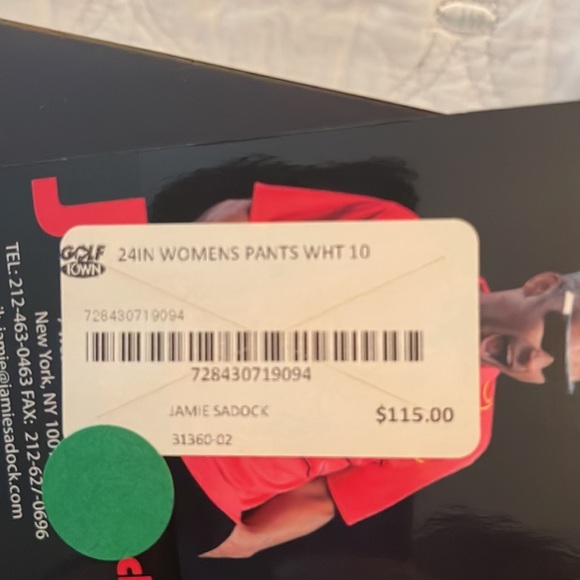 GOLF
TOWN
24IN WOMENS PANTS WHT 10
728430719094
728430719094
JAMIE SADOCK
$115.00
31360-02
J
New York, NY
TEL: 212-463-0463 FAX: 212-627-0696
jamie@jamiesadock.com